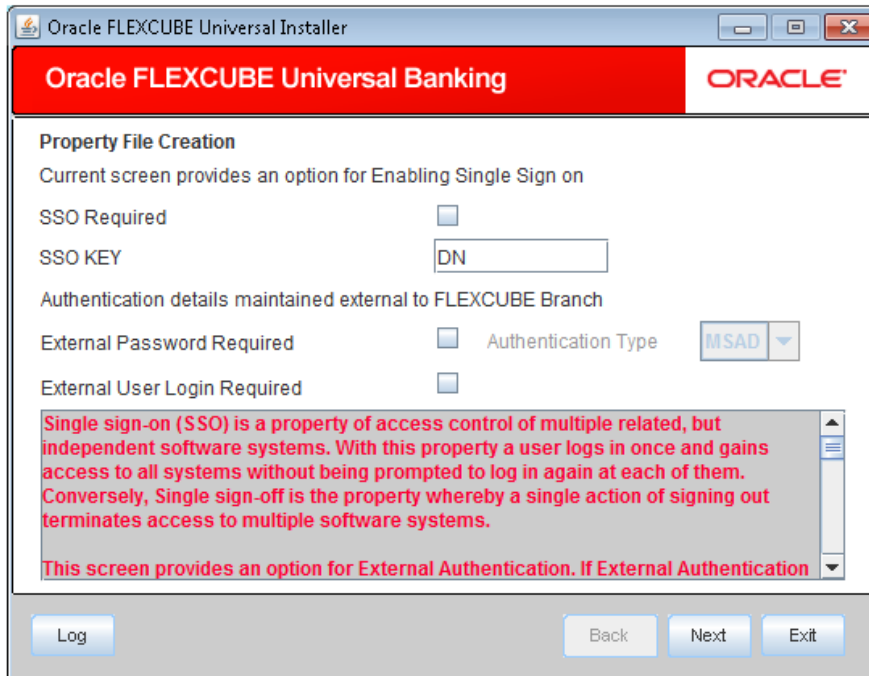 Oracle FLEXCUBE Universal Installer
Oracle FLEXCUBE Universal Banking
ORACLE
Property File Creation
Current screen provides an option for Enabling Single Sign on
SSO Required
SSO KEY DN
Authentication details maintained external to FLEXCUBE Branch
External Password Required Authentication Type MSAD
External User Login Required
Single sign-on (SSO) is a property of access control of multiple related, but
independent software systems. With this property a user logs in once and gains
access to all systems without being prompted to log in again at each of them.
Conversely, Single sign-off is the property whereby a single action of signing out
terminates access to multiple software systems.
This screen provides an option for External Authentication. If External Authentication
Log Back Next Exit